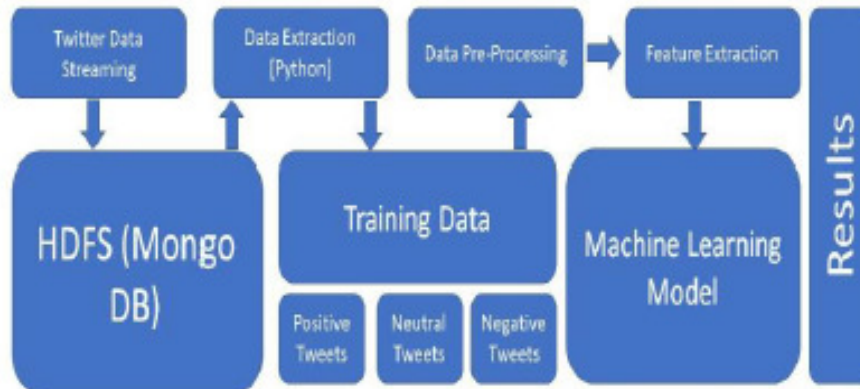 Twitter Data
Streaming
Data Extraction
[Python]
Data Pre-Processing
Feature Extraction
HDFS (Mongo
DB)
Training Data
Machine Learning
Model
Positive
Tweets
Neutral
Tweets
Negative
Tweets
Results